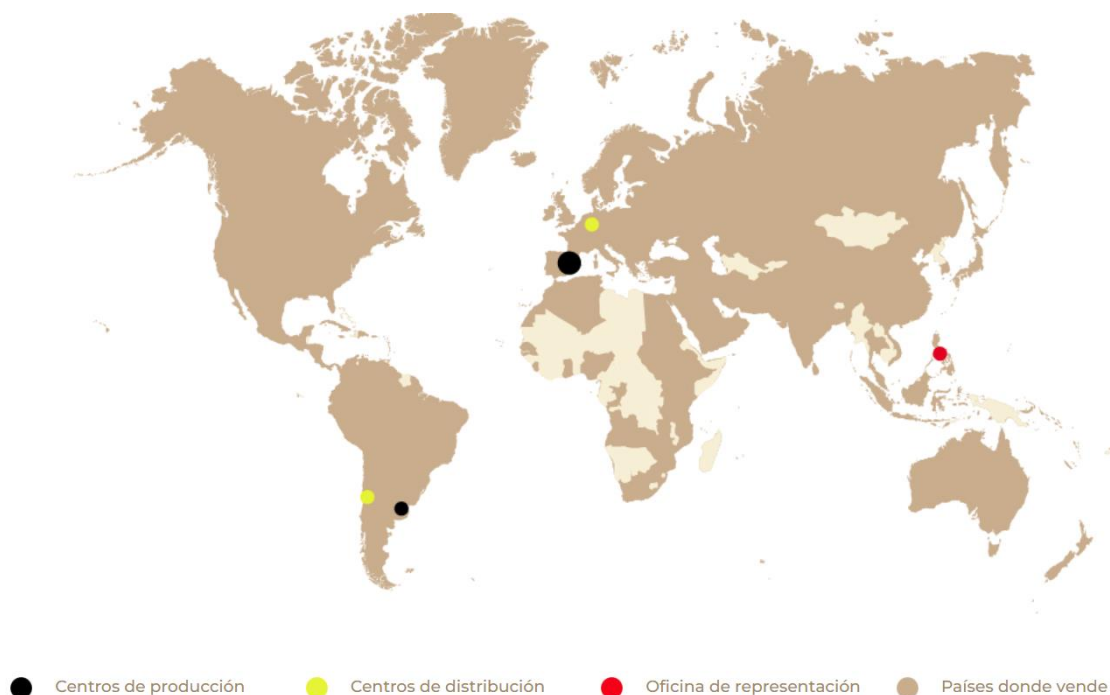 Centros de producción
Centros de distribución
Oficina de representación
Países donde vende